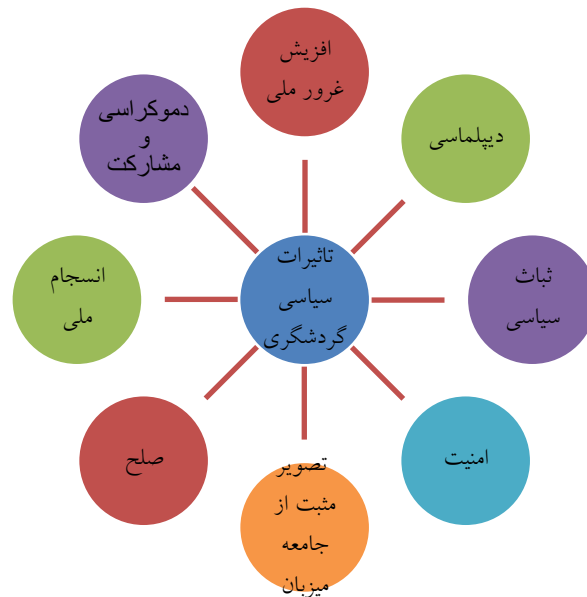 افزیش
غرور ملی
دیپلماسی
ثبات
سیاسی
امنیت
تصویر
مثبت از
جامعه
میزبان
صلح
انسجام
ملی
دموکراسی
و
مشارکت
تاثیرات
سیاسی
گردشگری